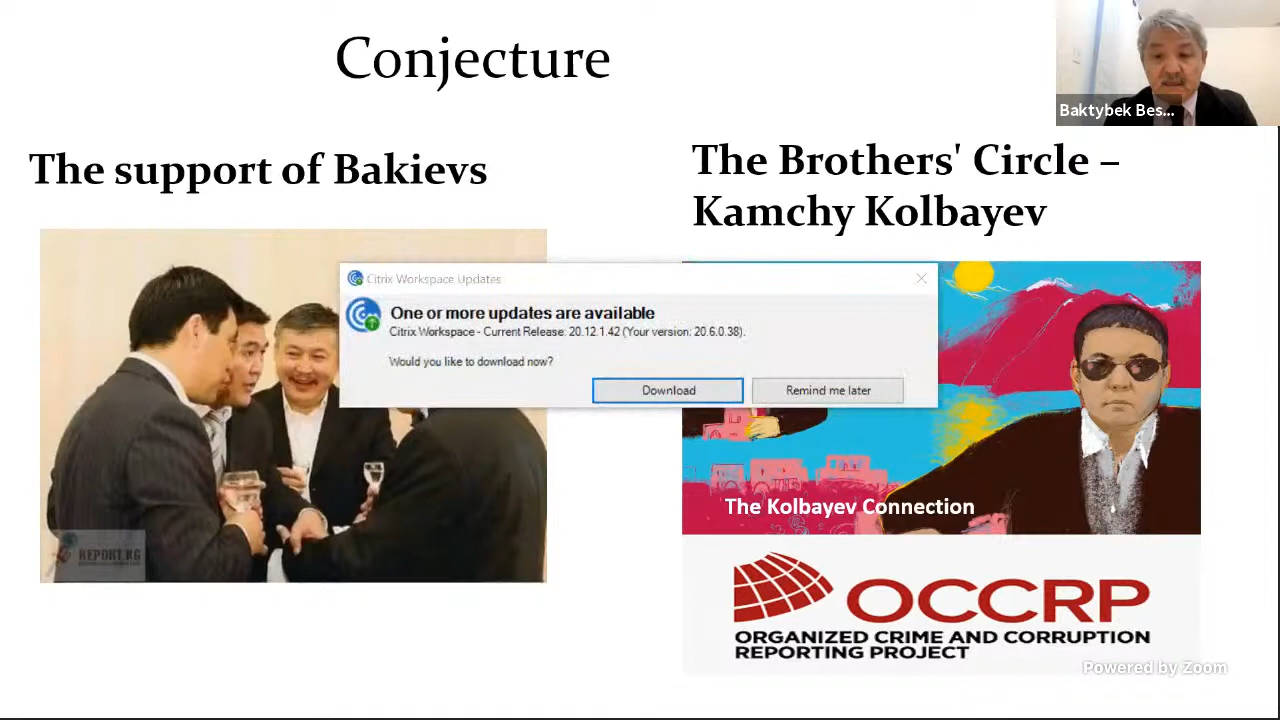 Conjecture
Baktybek Bes...
The support of Bakievs
The Brothers' Circle –
Kamchy Kolbayev
Citrix Workspace Updates
One or more updates are available
Citrix Workspace - Current Release: 20.12.1.42 (Your version: 20.6.0.38).
Would you like to download now?
Download
Remind me later
The Kolbayev Connection
REPORT.KG
OCCRP
ORGANIZED CRIME AND CORRUPTION
REPORTING PROJECT
Powered by Zoom